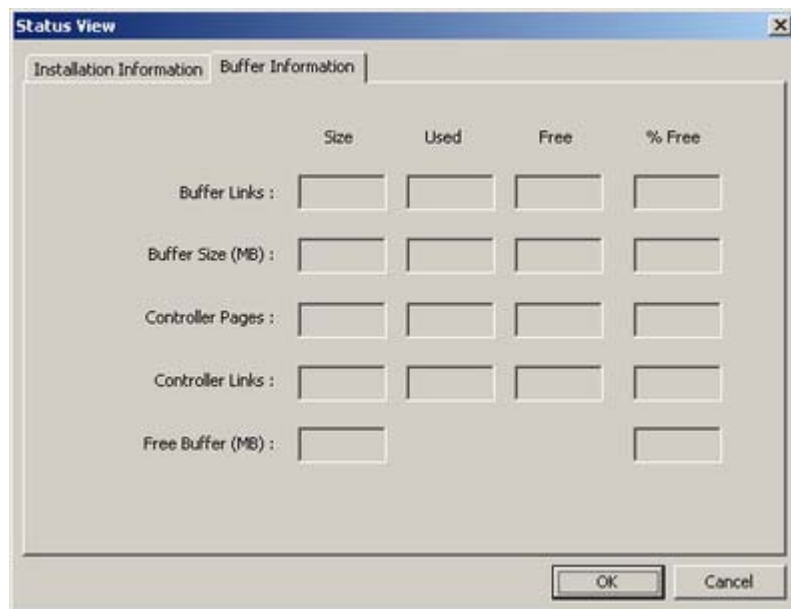 Status View
Installation Information Buffer Information
Size Used Free % Free
Buffer Links :
Buffer Size (MB) :
Controller Pages :
Controller Links :
Free Buffer (MB) :
OK Cancel